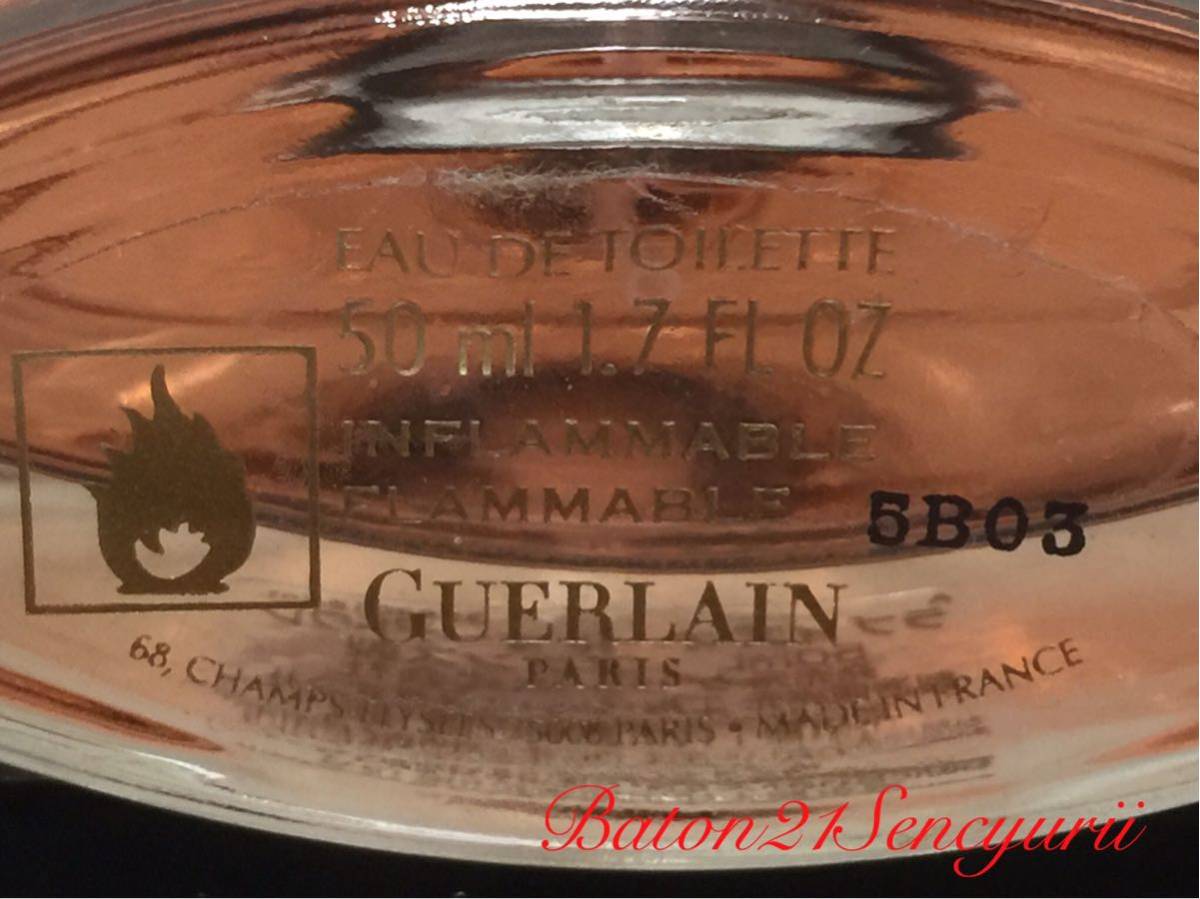 EAU DE TOILETTE
50 ml 1.7 FL OZ
INFLAMMABLE
FLAMMABLE
5B03
GUERLAIN
PARIS
68, CHAMPS ELYSEES 75008 PARIS • MADE IN FRANCE
Baton21Sencyurii